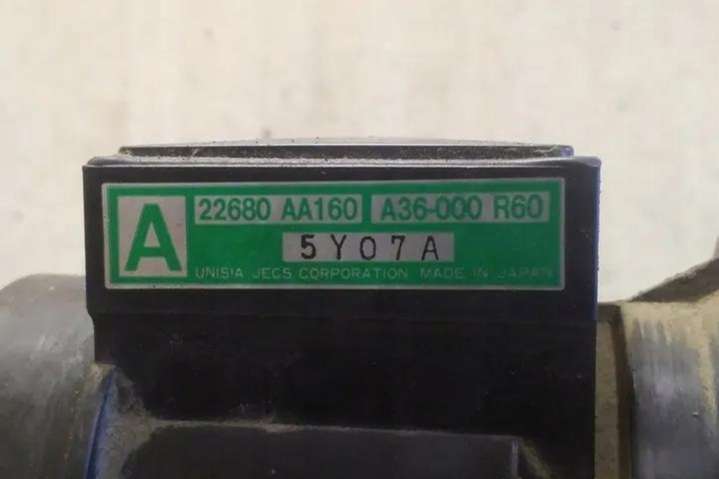 A
22680 AA160 A36-000 R60
5Y07A
UNISIA JECS CORPORATION MADE IN JAPAN